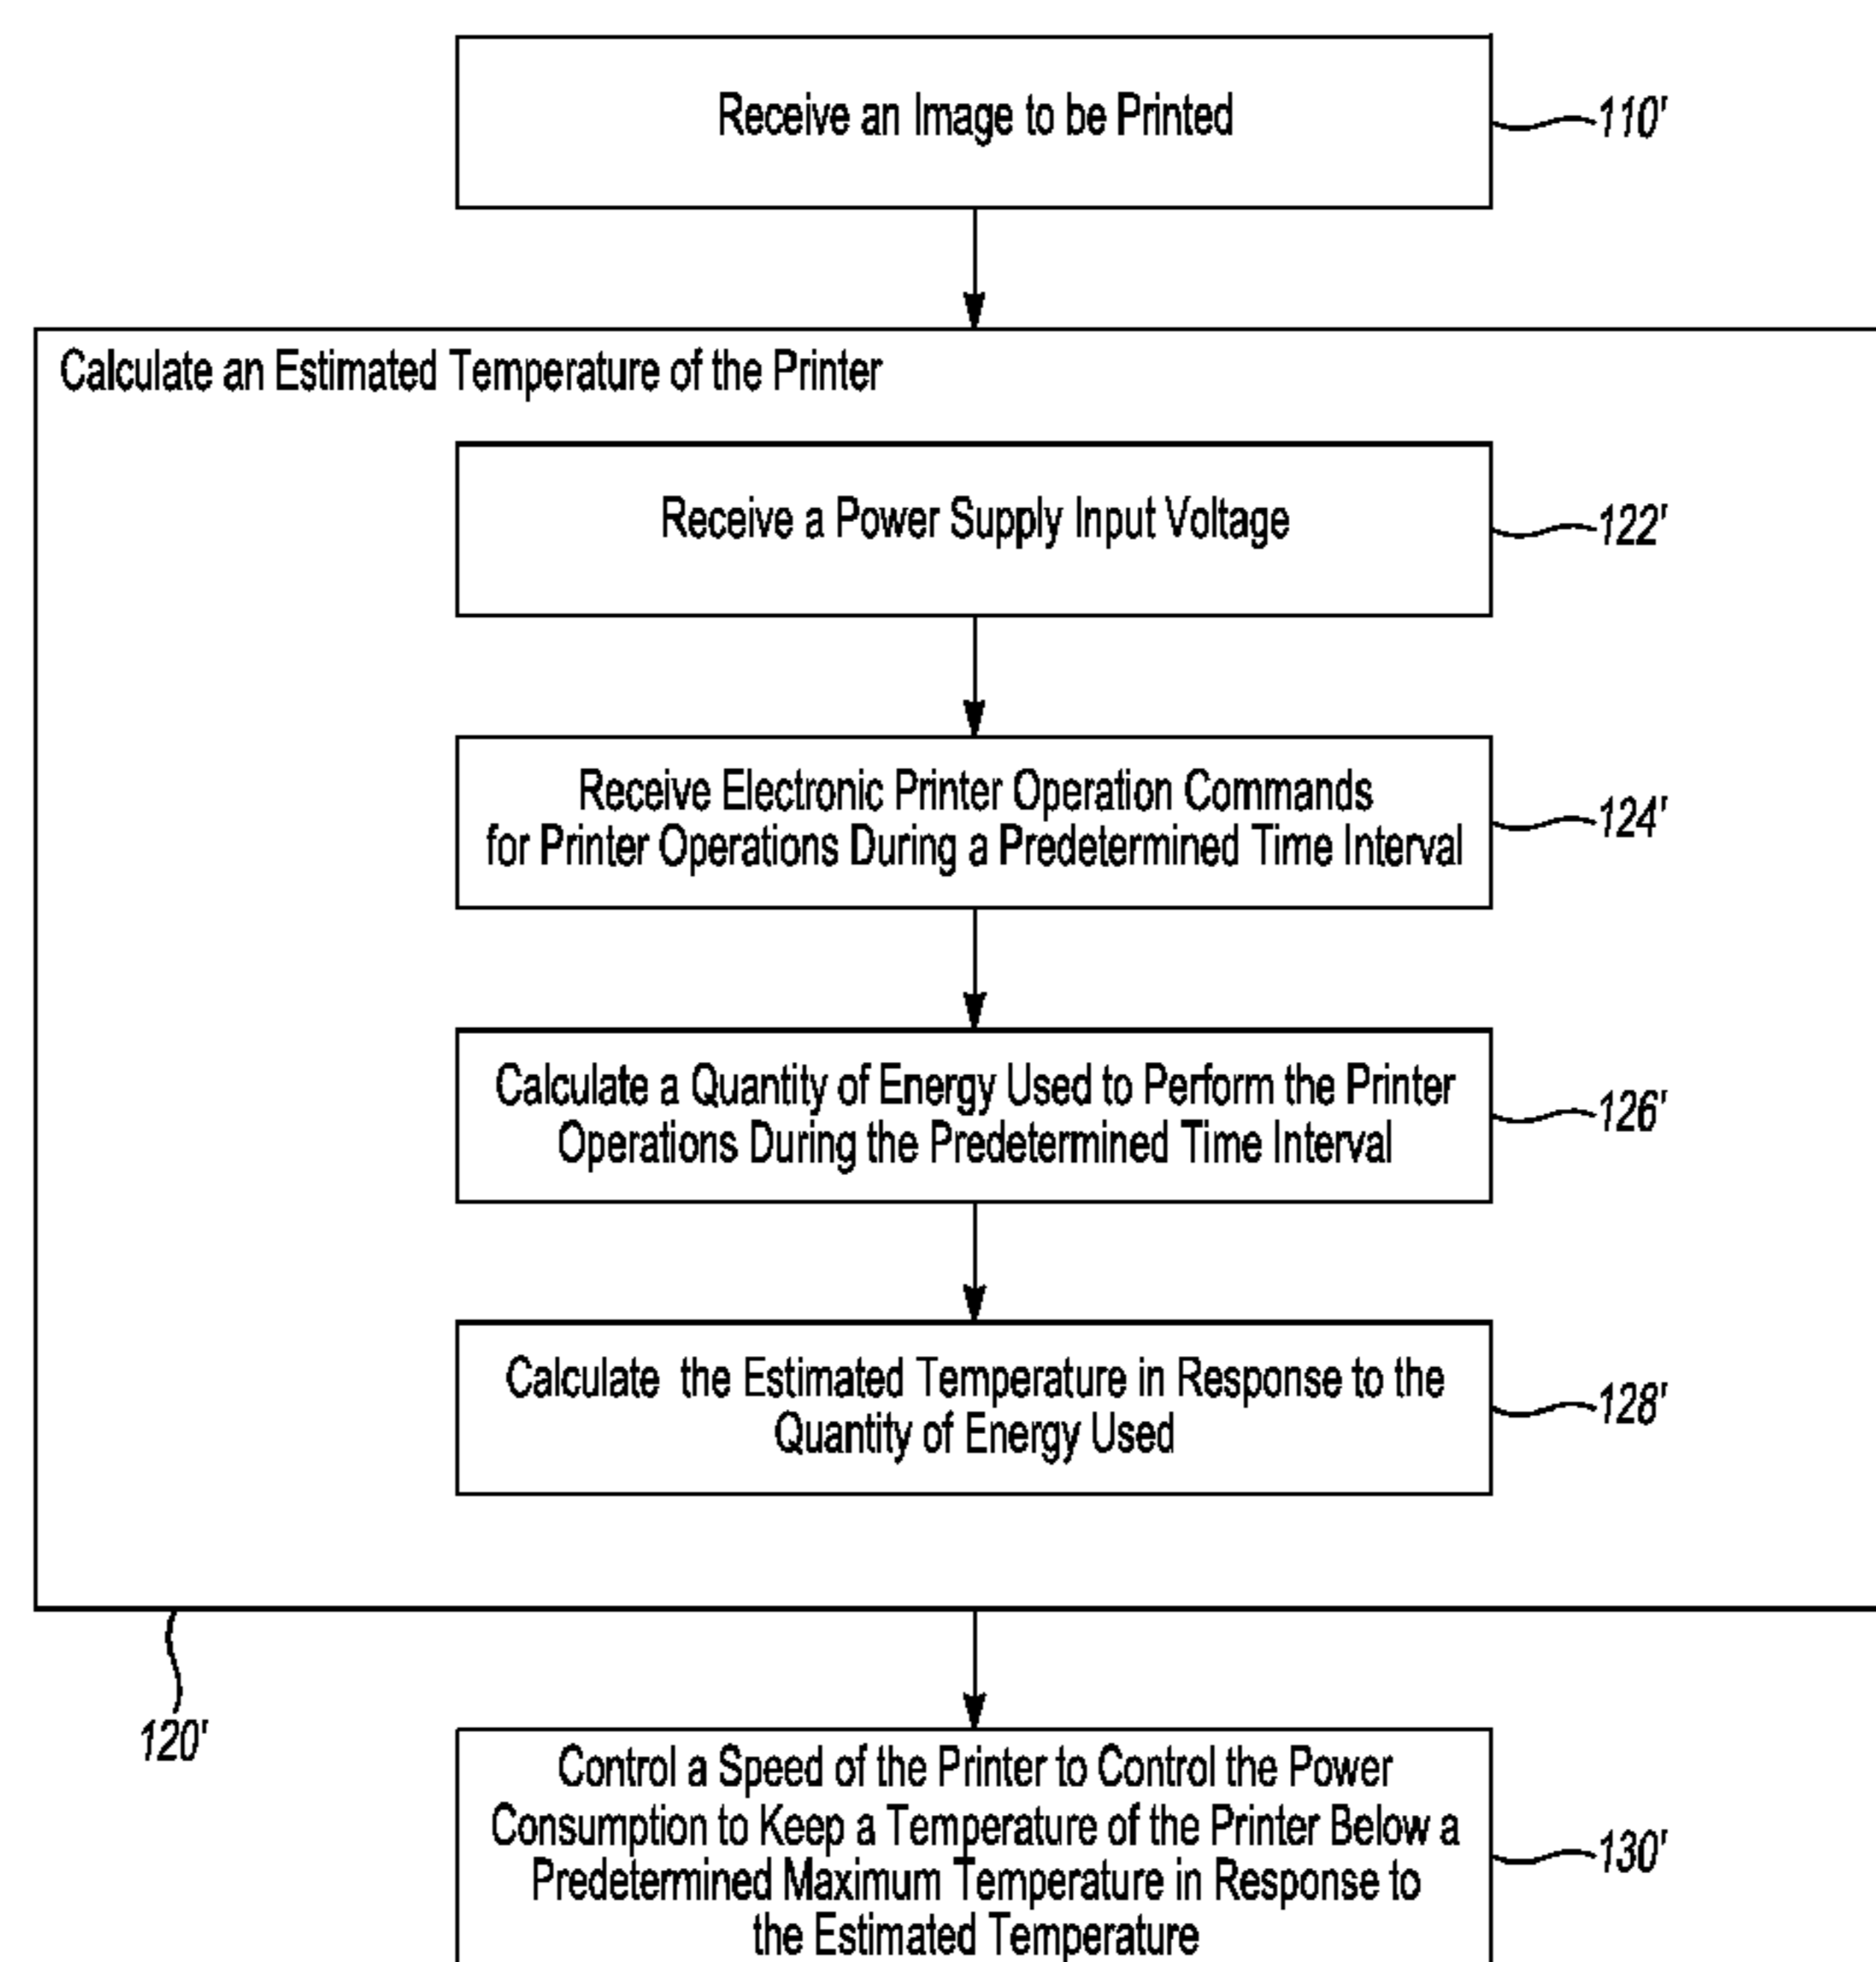 Receive an Image to be Printed
110'
Calculate an Estimated Temperature of the Printer
Receive a Power Supply Input Voltage
122'
Receive Electronic Printer Operation Commands
for Printer Operations During a Predetermined Time Interval
124'
Calculate a Quantity of Energy Used to Perform the Printer
Operations During the Predetermined Time Interval
126'
Calculate the Estimated Temperature in Response to the
Quantity of Energy Used
128'
120'
Control a Speed of the Printer to Control the Power
Consumption to Keep a Temperature of the Printer Below a
Predetermined Maximum Temperature in Response to
the Estimated Temperature
130'